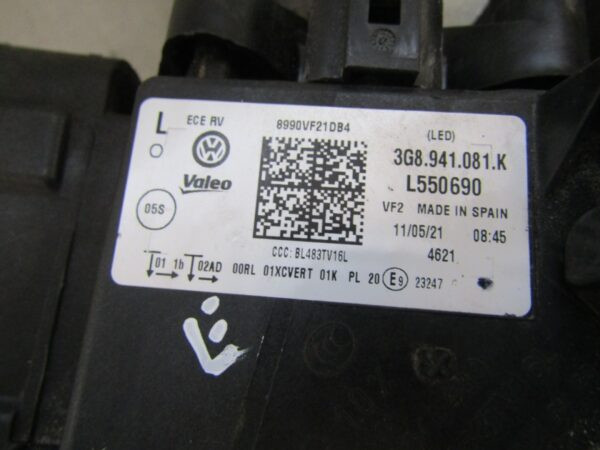 L ECE RV 8990VF21DB4 (LED)
3G8.941.081.K
Valeo L550690
05S VF2 MADE IN SPAIN
11/05/21 08:45
CCC: BL483TV16L 4621
01 1b 02AD 00RL 01XCVERT 01K PL 20 E9 23247